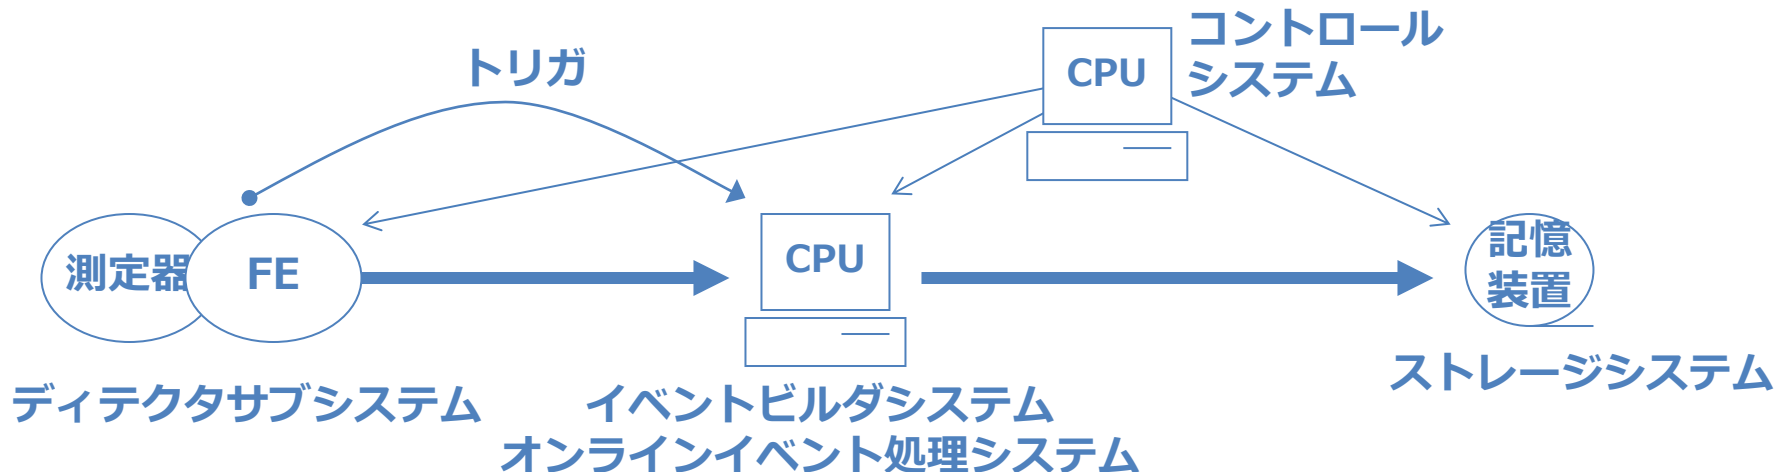 コントロール
システム
トリガ
CPU
測定器
FE
CPU
記憶
装置
ディテクタサブシステム
イベントビルダシステム
オンラインイベント処理システム
ストレージシステム